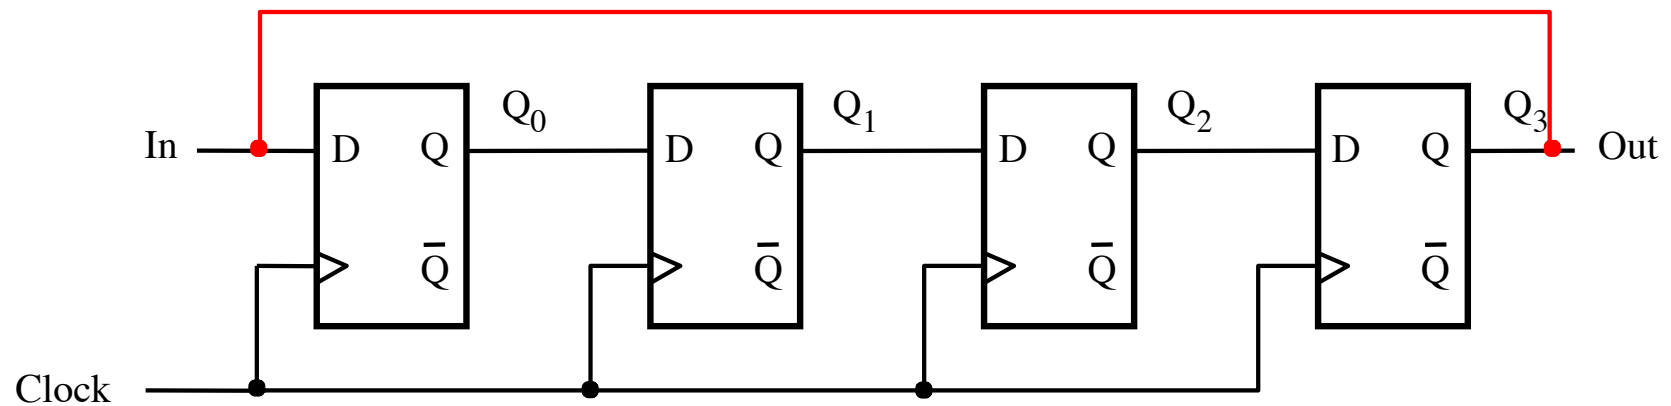 Q₀ Q₁ Q₂ Q₃
In D Q D Q D Q D Q Out
Q̅ Q̅ Q̅ Q̅
Clock